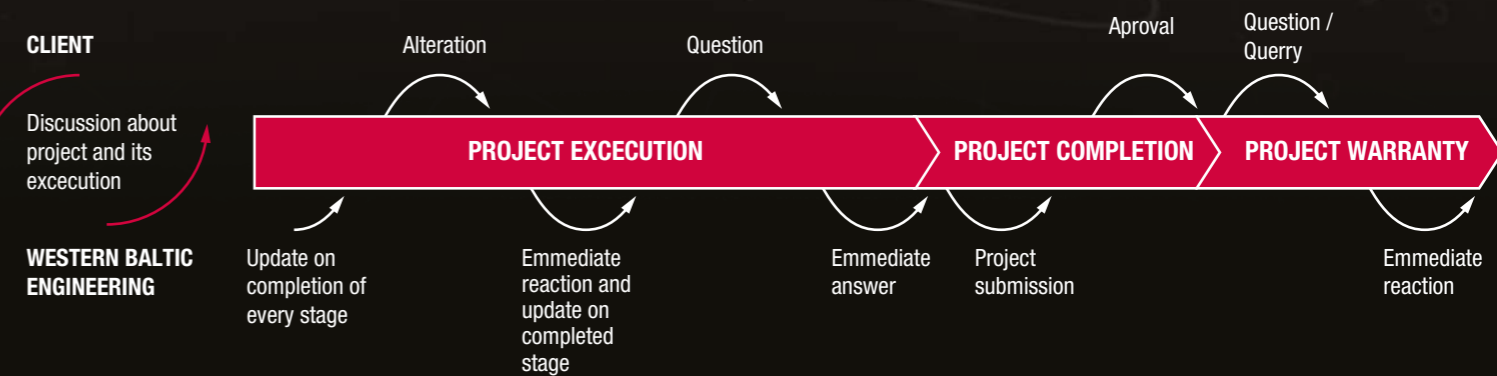 CLIENT
Alteration
Question
Aproval
Question /
Querry
Discussion about
project and its
excecution
PROJECT EXCECUTION
PROJECT COMPLETION
PROJECT WARRANTY
WESTERN BALTIC
ENGINEERING
Update on
completion of
every stage
Emmediate
reaction and
update on
completed
stage
Emmediate
answer
Project
submission
Emmediate
reaction